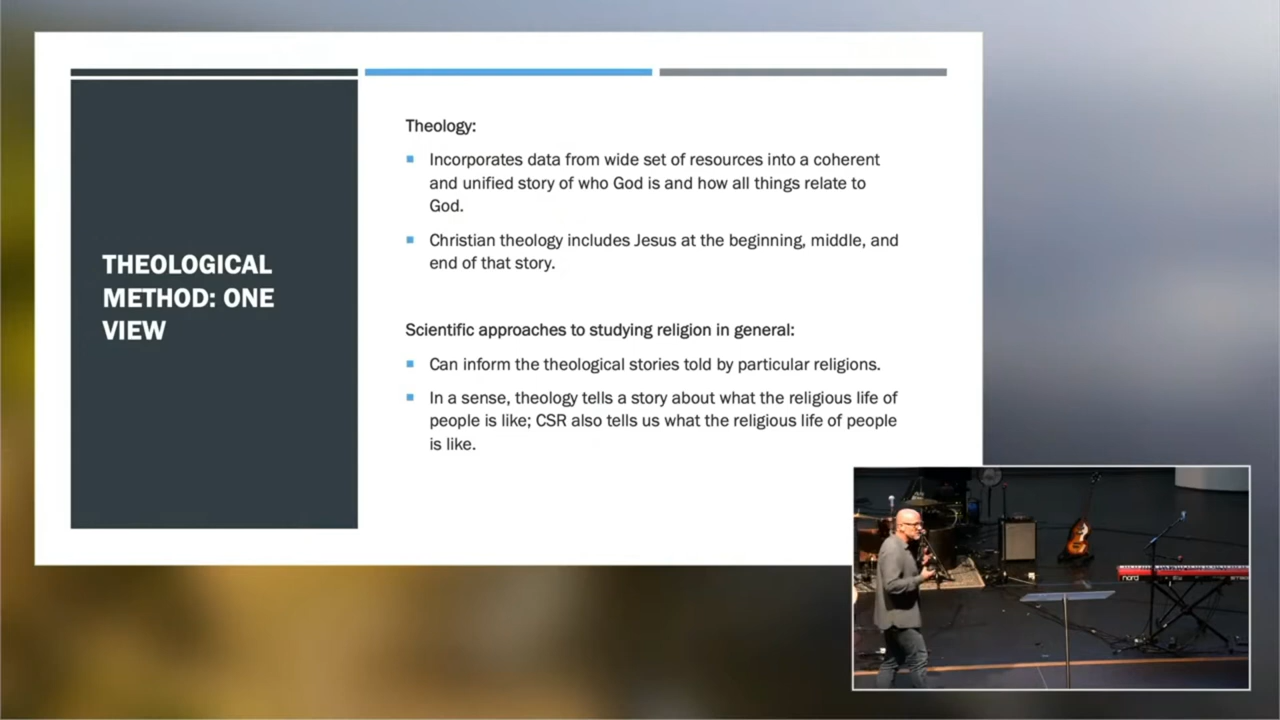 THEOLOGICAL
METHOD: ONE
VIEW
Theology:
Incorporates data from wide set of resources into a coherent
and unified story of who God is and how all things relate to
God.
Christian theology includes Jesus at the beginning, middle, and
end of that story.
Scientific approaches to studying religion in general:
Can inform the theological stories told by particular religions.
In a sense, theology tells a story about what the religious life of
people is like; CSR also tells us what the religious life of people
is like.
nord